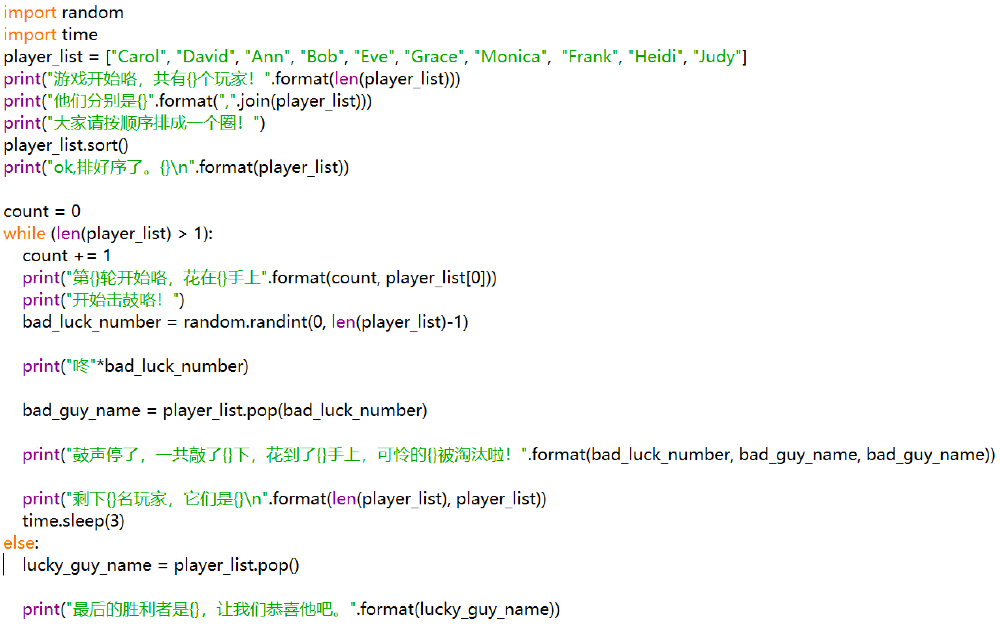 import random
import time
player_list = ["Carol", "David", "Ann", "Bob", "Eve", "Grace", "Monica",  "Frank", "Heidi", "Judy"]
print("游戏开始咯，共有{}个玩家！".format(len(player_list)))
print("他们分别是{}".format(",".join(player_list)))
print("大家请按顺序排成一个圈！")
player_list.sort()
print("ok,排好序了。{}\n".format(player_list))
count = 0
while (len(player_list) > 1):
    count += 1
    print("第{}轮开始咯，花在{}手上".format(count, player_list[0]))
    print("开始击鼓咯！")
    bad_luck_number = random.randint(0, len(player_list)-1)
    print("咚"*bad_luck_number)
    bad_guy_name = player_list.pop(bad_luck_number)
    print("鼓声停了，一共敲了{}下，花到了{}手上，可怜的{}被淘汰啦！".format(bad_luck_number, bad_guy_name, bad_guy_name))
    print("剩下{}名玩家，它们是{}\n".format(len(player_list), player_list))
    time.sleep(3)
else:
    lucky_guy_name = player_list.pop()
    print("最后的胜利者是{}，让我们恭喜他吧。".format(lucky_guy_name))